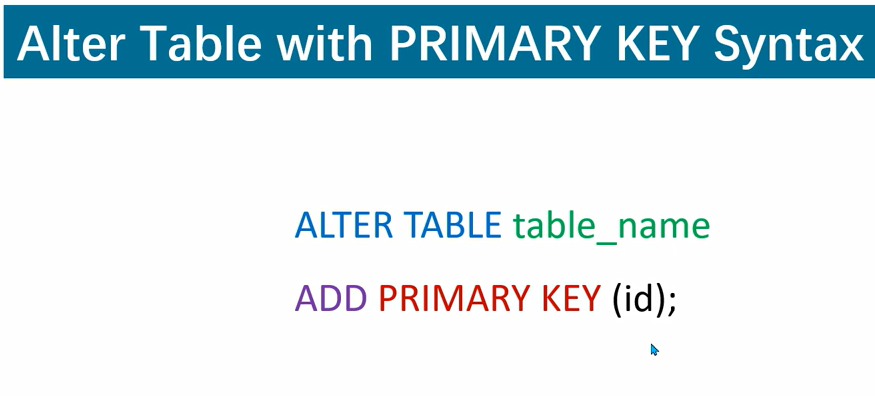 Alter Table with PRIMARY KEY Syntax
ALTER TABLE table_name
ADD PRIMARY KEY (id);